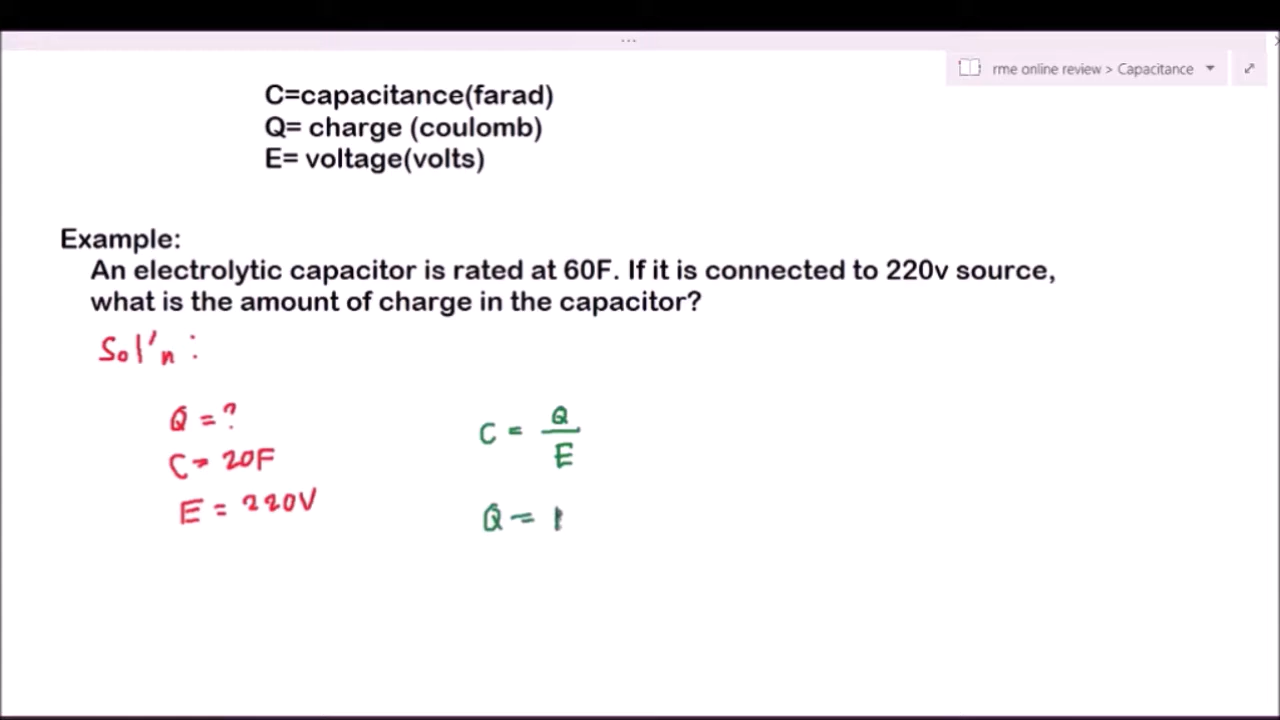 ...
rme online review > Capacitance
C=capacitance(farad)
Q= charge (coulomb)
E= voltage(volts)
Example:
An electrolytic capacitor is rated at 60F. If it is connected to 220v source,
what is the amount of charge in the capacitor?
Sol'n :
Q = ?
C = 20F
E = 220V
C = Q
E
Q =